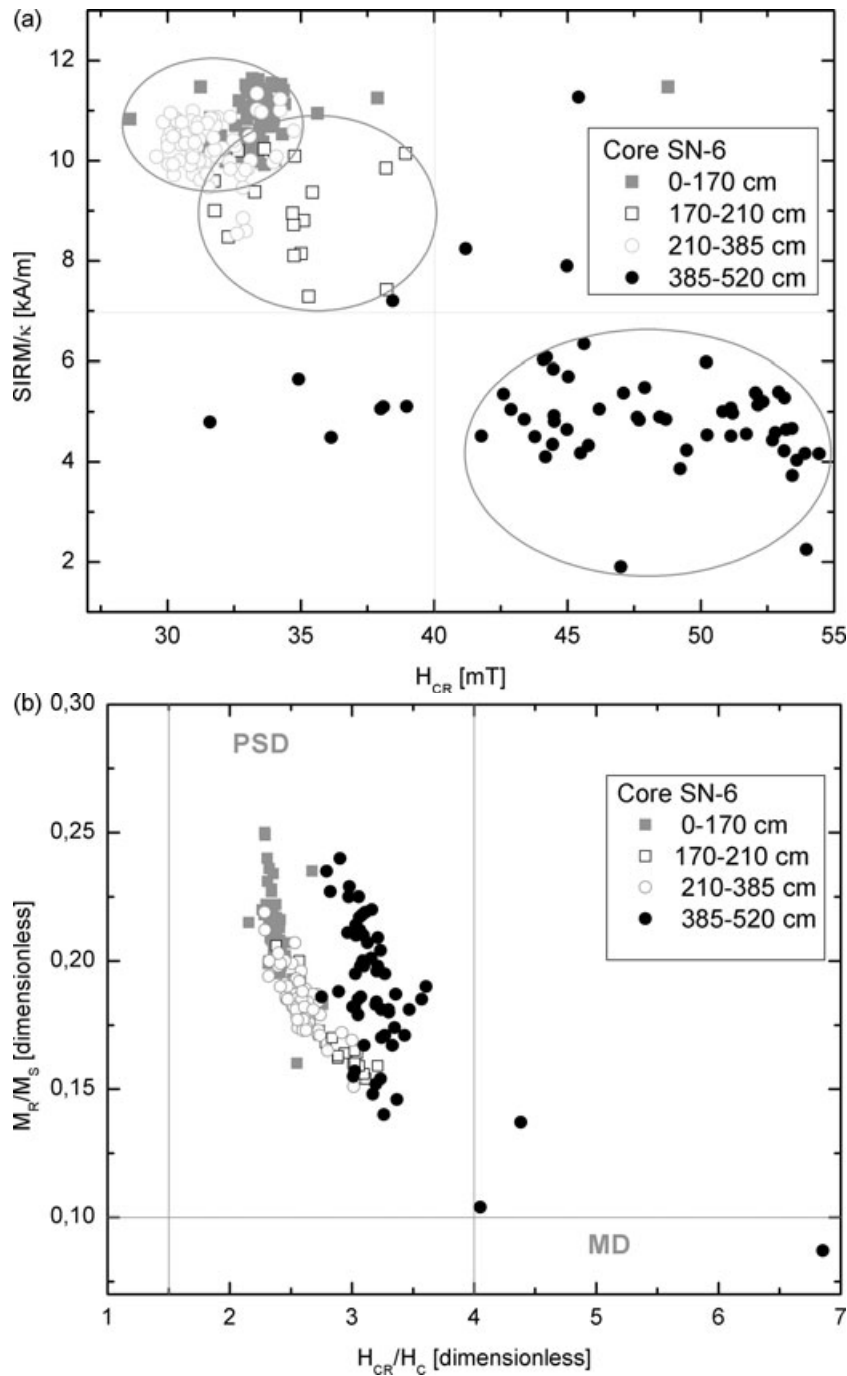 (a)
12
11
10
8
6
4
2
SIRM/κ [kA/m]
Core SN-6
0-170 cm
170-210 cm
210-385 cm
385-520 cm
30
35
40
45
50
55
H_CR [mT]
(b)
0,30
0,25
0,20
0,15
0,10
M_R/M_S [dimensionless]
PSD
MD
Core SN-6
0-170 cm
170-210 cm
210-385 cm
385-520 cm
1
2
3
4
5
6
7
H_CR/H_C [dimensionless]